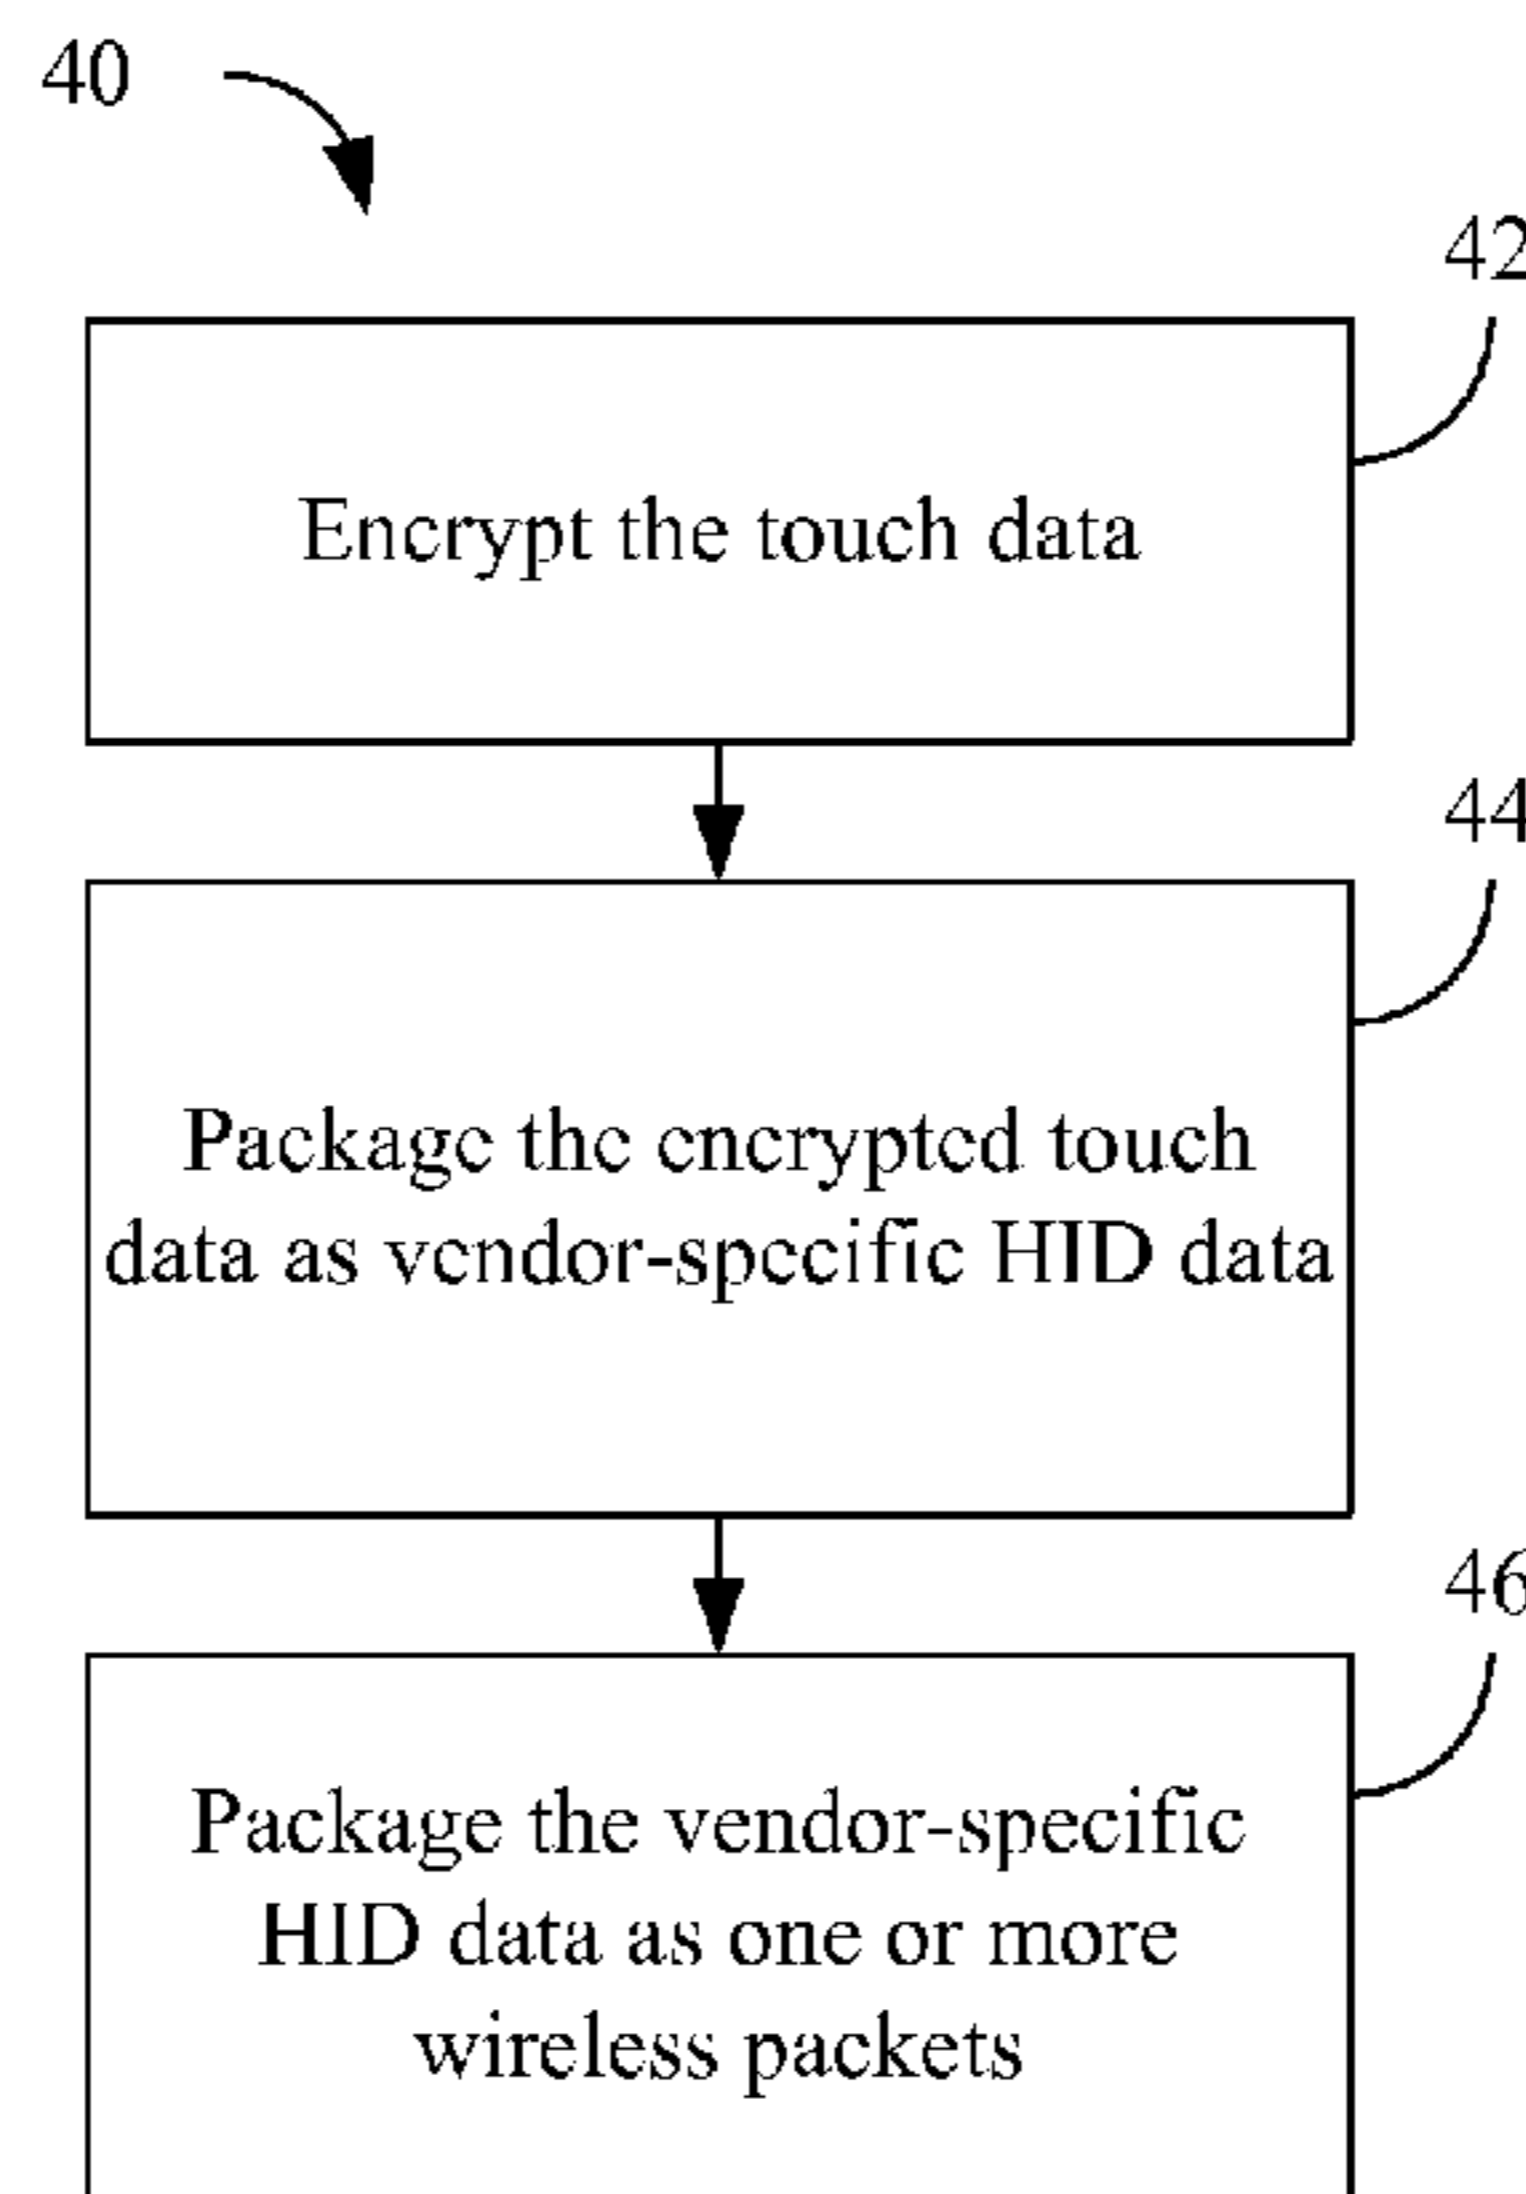 40
42
Encrypt the touch data
44
Package the encrypted touch
data as vendor-specific HID data
46
Package the vendor-specific
HID data as one or more
wireless packets